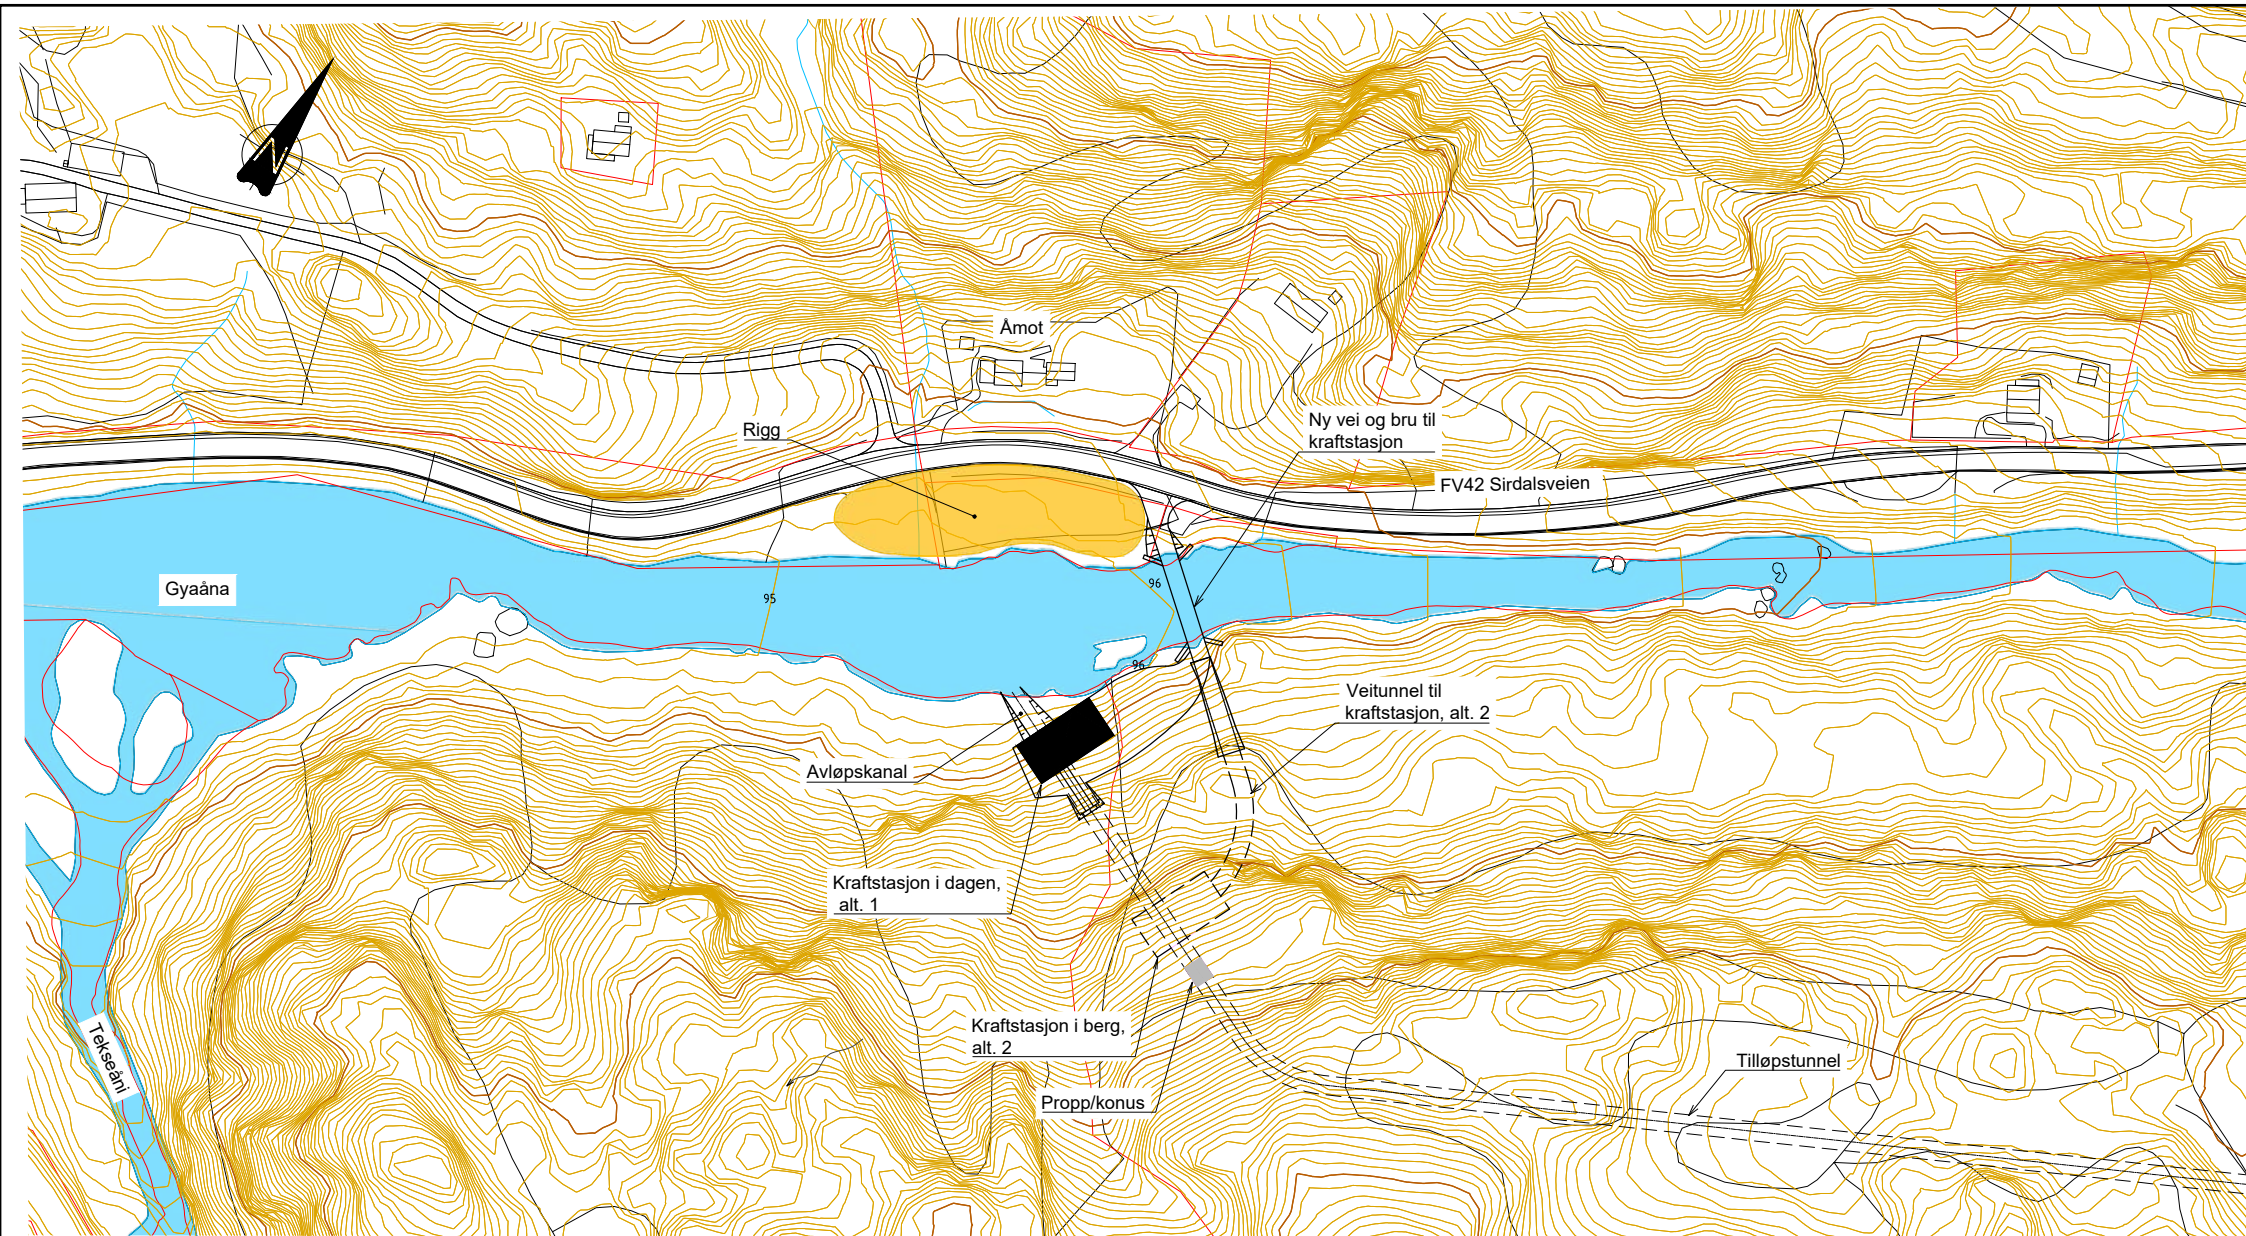 N
Åmot
Rigg
Ny vei og bru til
kraftstasjon
FV42 Sirdalsveien
Gyaåna
95
96
96
Veitunnel til
kraftstasjon, alt. 2
Avløpskanal
Kraftstasjon i dagen,
alt. 1
Kraftstasjon i berg,
alt. 2
Tekseåni
Tilløpstunnel
Propp/konus